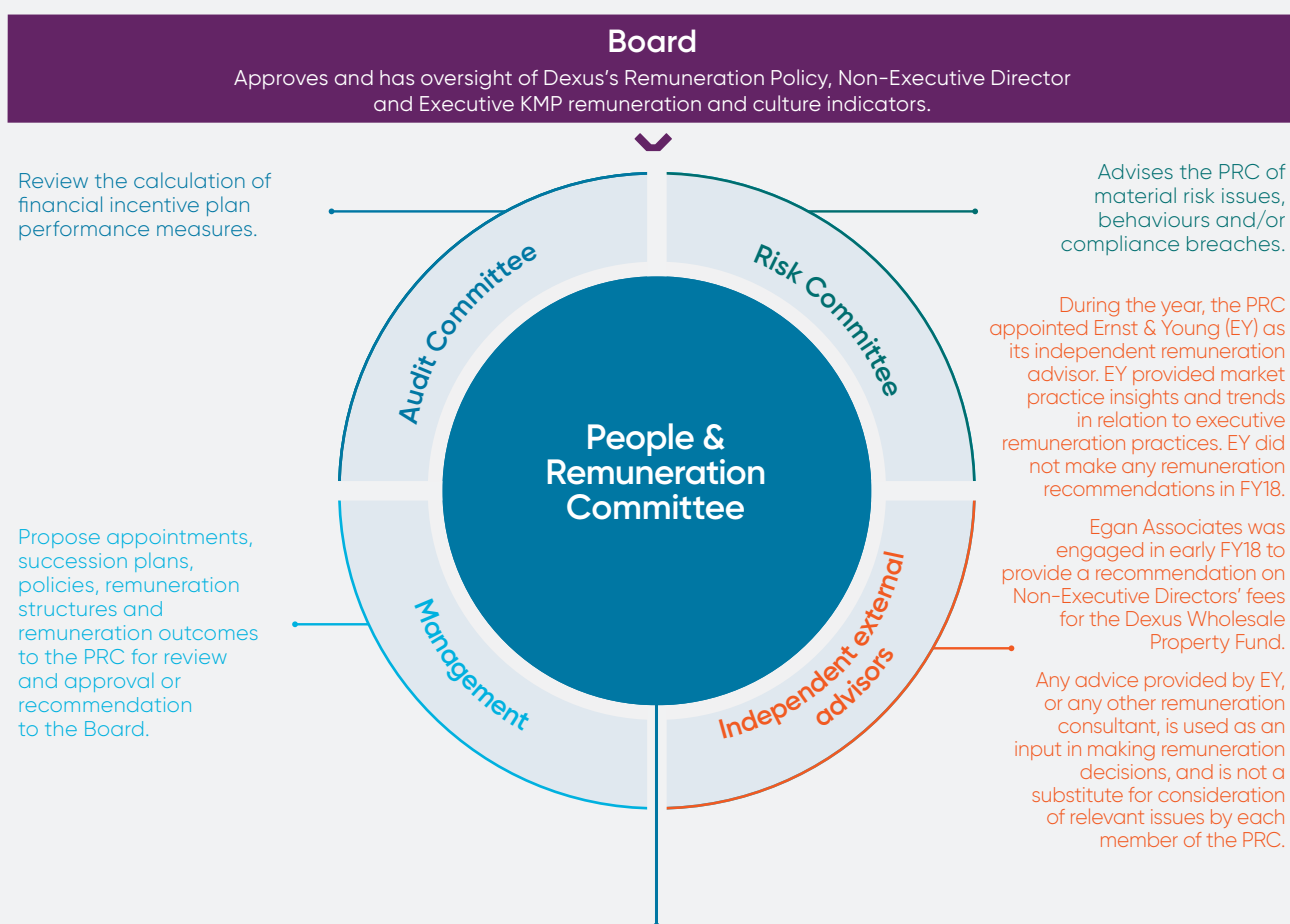 Board
Approves and has oversight of Dexus's Remuneration Policy, Non-Executive Director
and Executive KMP remuneration and culture indicators.
Review the calculation of
financial incentive plan
performance measures.
Advises the PRC of
material risk issues,
behaviours and/or
compliance breaches.
Audit Committee
Risk Committee
During the year, the PRC
appointed Ernst & Young (EY) as
its independent remuneration
advisor. EY provided market
practice insights and trends
in relation to executive
remuneration practices. EY did
not make any remuneration
recommendations in FY18.
People &
Remuneration
Committee
Propose appointments,
succession plans,
policies, remuneration
structures and
remuneration outcomes
to the PRC for review
and approval or
recommendation
to the Board.
Management
Independent external
advisors
Egan Associates was
engaged in early FY18 to
provide a recommendation on
Non-Executive Directors' fees
for the Dexus Wholesale
Property Fund.
Any advice provided by EY,
or any other remuneration
consultant, is used as an
input in making remuneration
decisions, and is not a
substitute for consideration
of relevant issues by each
member of the PRC.